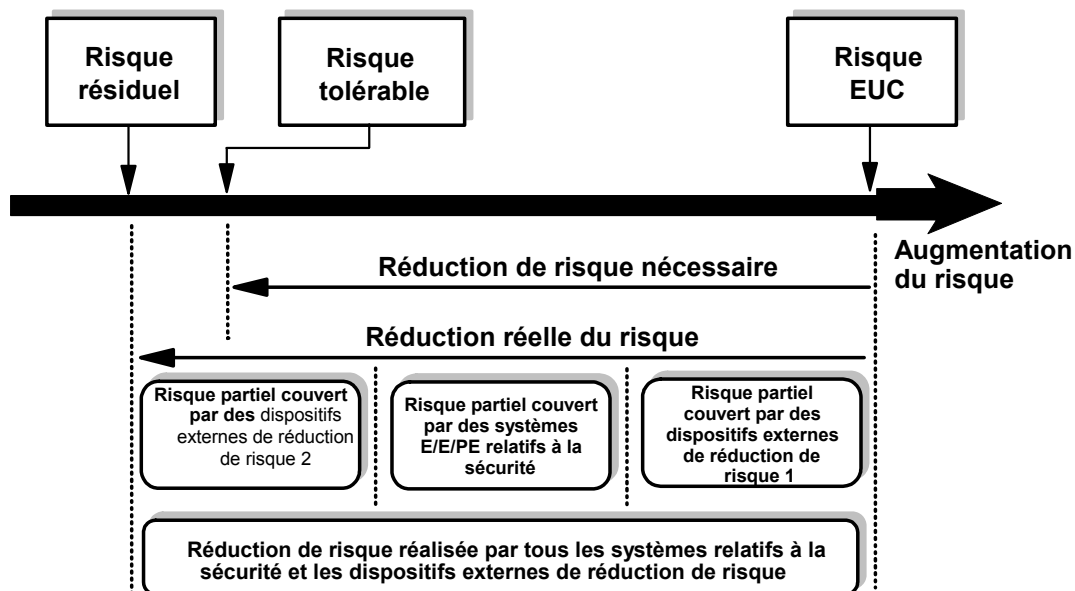 Risque
résiduel
Risque
tolérable
Risque
EUC
Augmentation
du risque
Réduction de risque nécessaire
Réduction réelle du risque
Risque partiel couvert
par des dispositifs
externes de réduction
de risque 2
Risque partiel couvert
par des systèmes
E/E/PE relatifs à la
sécurité
Risque partiel
couvert par des
dispositifs externes
de réduction de
risque 1
Réduction de risque réalisée par tous les systèmes relatifs à la
sécurité et les dispositifs externes de réduction de risque